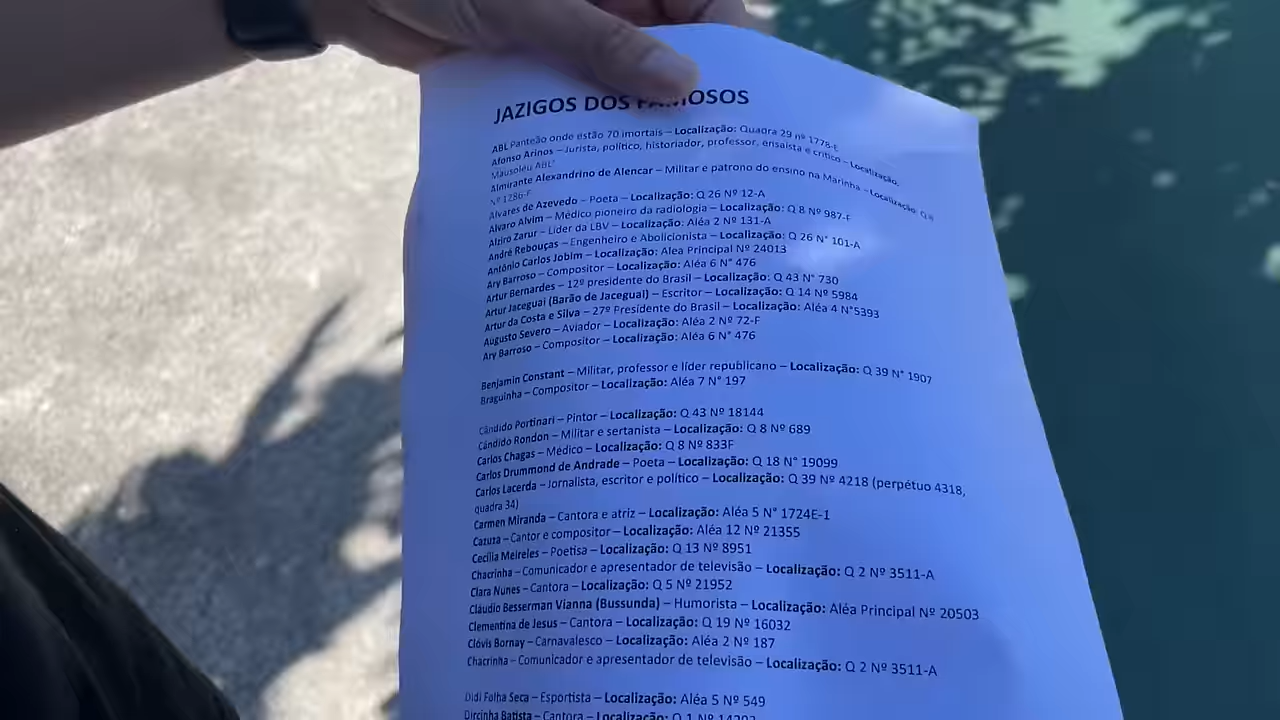 JAZIGOS DOS FAMOSOS
ABL Panteão onde estão 70 imortais – Localização: Quadra 29 nº 1778-E
Afonso Arinos – Jurista, político, historiador, professor, ensaista e crítico – Localização:
Mausoléu ABL"
Almirante Alexandrino de Alencar – Militar e patrono do ensino na Marinha – Localização: Q
Nº 1286-F
Alvares de Azevedo – Poeta – Localização: Q 26 Nº 12-A
Alvaro Alvim – Médico pioneiro da radiologia – Localização: Q 8 Nº 987-F
Alziro Zarur – Lider da LBV – Localização: Aléa 2 Nº 131-A
André Rebouças – Engenheiro e Abolicionista – Localização: Q 26 N° 101-A
Antônio Carlos Jobim – Localização: Alea Principal Nº 24013
Ary Barroso – Compositor – Localização: Aléa 6 N° 476
Artur Bernardes – 12º presidente do Brasil – Localização: Q 43 N° 730
Artur Jaceguai (Barão de Jaceguai) – Escritor – Localização: Q 14 Nº 5984
Artur da Costa e Silva – 27º Presidente do Brasil – Localização: Aléa 4 N°5393
Augusto Severo – Aviador – Localização: Aléa 2 Nº 72-F
Ary Barroso – Compositor – Localização: Aléa 6 N° 476
Benjamin Constant – Militar, professor e líder republicano – Localização: Q 39 N° 1907
Braguinha – Compositor – Localização: Aléa 7 N° 197
Cândido Portinari – Pintor – Localização: Q 43 Nº 18144
Cândido Rondon – Militar e sertanista – Localização: Q 8 Nº 689
Carlos Chagas – Médico – Localização: Q 8 Nº 833F
Carlos Drummond de Andrade – Poeta – Localização: Q 18 N° 19099
Carlos Lacerda – Jornalista, escritor e político – Localização: Q 39 Nº 4218 (perpétuo 4318,
quadra 34)
Carmen Miranda – Cantora e atriz – Localização: Aléa 5 N° 1724E-1
Cazuza – Cantor e compositor – Localização: Aléa 12 Nº 21355
Cecília Meireles – Poetisa – Localização: Q 13 Nº 8951
Chacrinha – Comunicador e apresentador de televisão – Localização: Q 2 Nº 3511-A
Clara Nunes – Cantora – Localização: Q 5 Nº 21952
Cláudio Besserman Vianna (Bussunda) – Humorista – Localização: Aléa Principal Nº 20503
Clementina de Jesus – Cantora – Localização: Q 19 Nº 16032
Clóvis Bornay – Carnavalesco – Localização: Aléa 2 Nº 187
Chacrinha – Comunicador e apresentador de televisão – Localização: Q 2 Nº 3511-A
Didi Folha Seca – Esportista – Localização: Aléa 5 Nº 549
Dircinha Batista – Cantora – Localização: Q 1 Nº